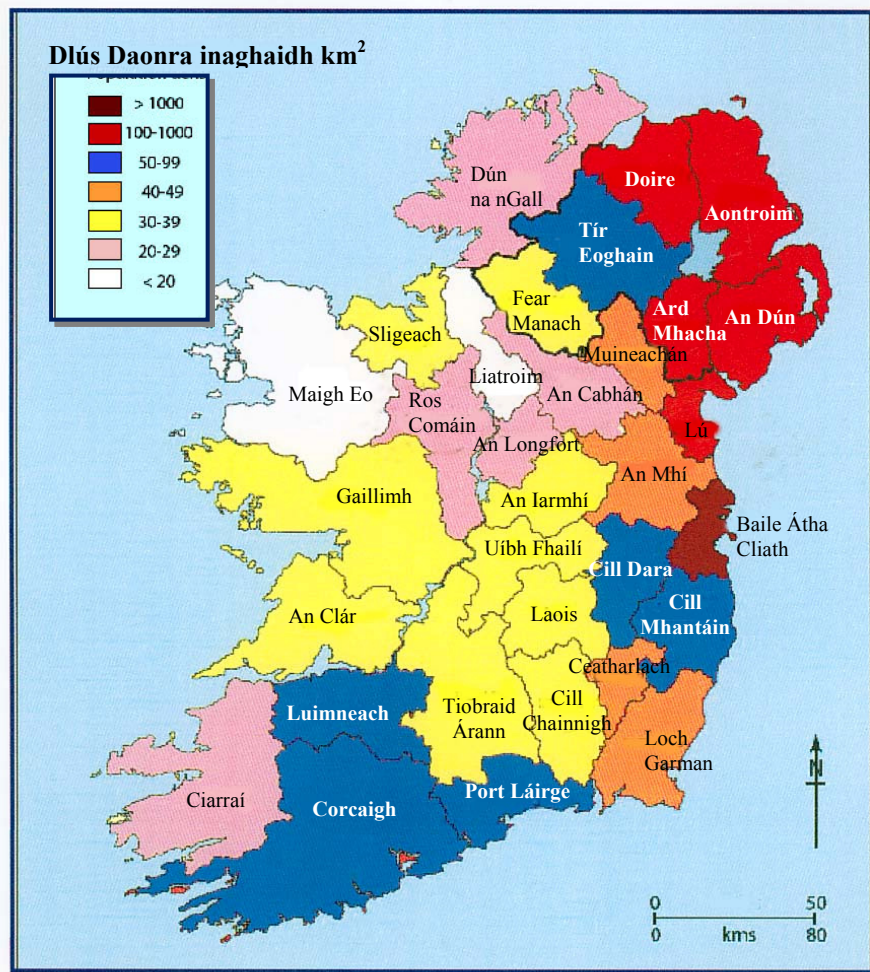 Dlús Daonra inaghaidh km²
> 1000
100-1000
50-99
40-49
30-39
20-29
< 20
Dún
na nGall
Doire
Aontroim
Tír
Eoghain
Fear
Manach
Ard
Mhacha
An Dún
Sligeach
Muineachán
Liatroim
Maigh Eo
Ros
Comáin
An Cabhán
Lú
An Longfort
An Mhí
Gaillimh
An Iarmhí
Baile Átha
Cliath
Uíbh Fhailí
Cill Dara
An Clár
Laois
Cill
Mhantáin
Ceatharlach
Luimneach
Tiobraid
Árann
Cill
Chainnigh
Loch
Garman
N
Ciarraí
Corcaigh
Port Láirge
0 50
kms
0 80